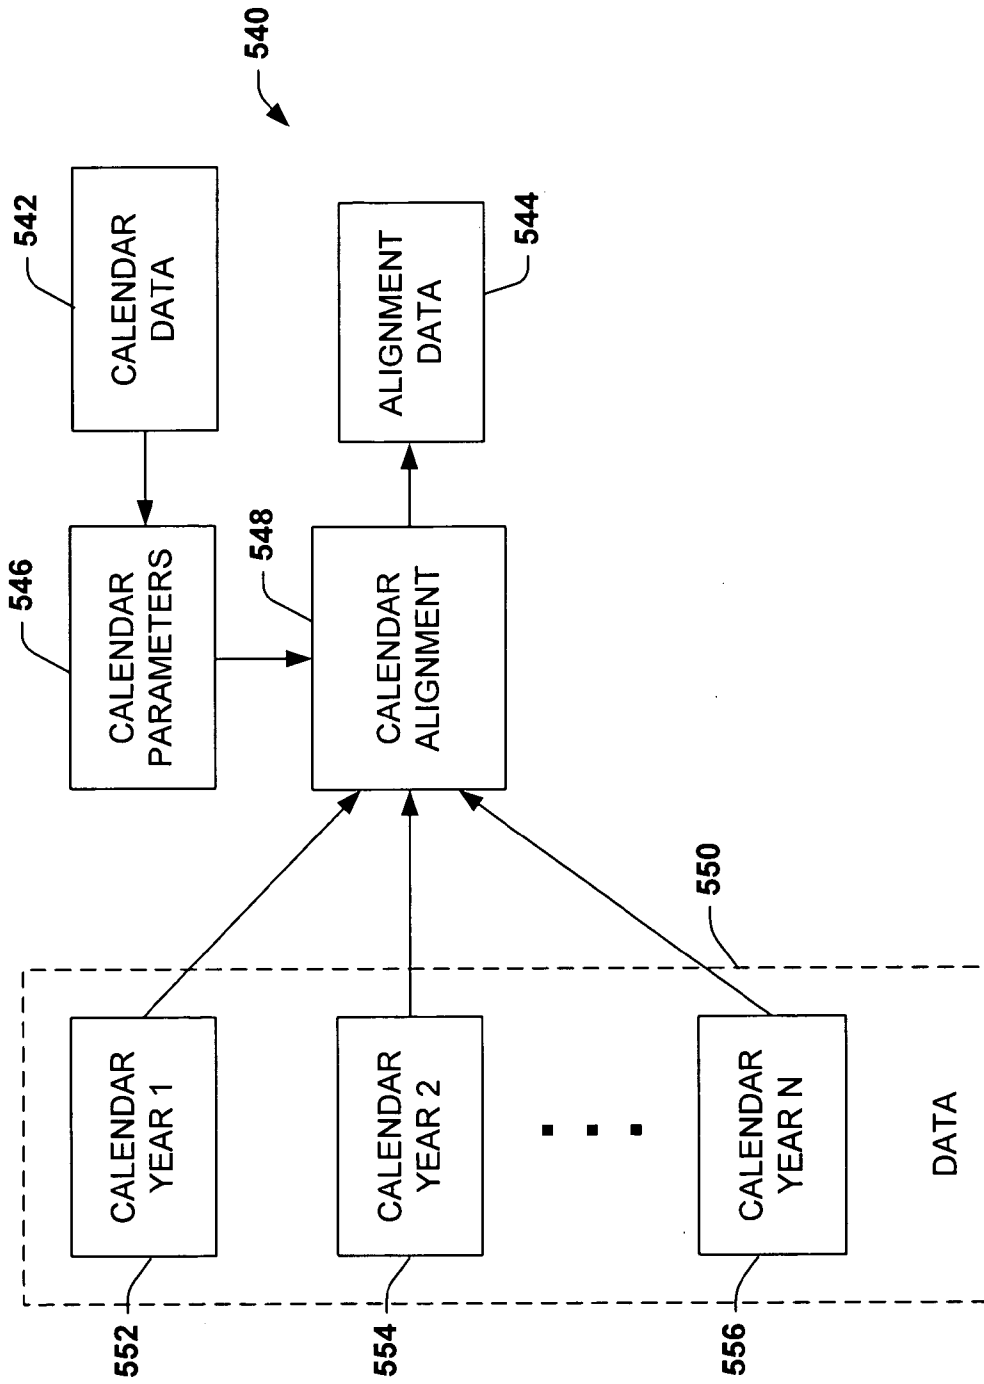 540
542
CALENDAR
DATA
546
CALENDAR
PARAMETERS
544
ALIGNMENT
DATA
548
CALENDAR
ALIGNMENT
550
552
CALENDAR
YEAR 1
554
CALENDAR
YEAR 2
556
CALENDAR
YEAR N
DATA